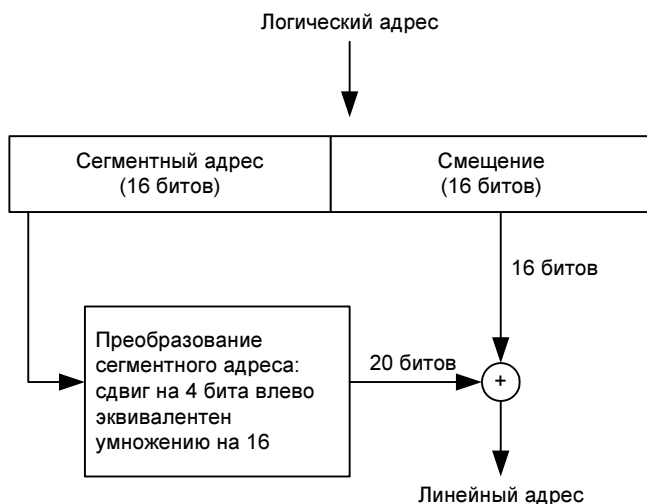 Логический адрес
Сегментный адрес
(16 битов)
Смещение
(16 битов)
16 битов
Преобразование
сегментного адреса:
сдвиг на 4 бита влево
эквивалентен
умножению на 16
20 битов
+
Линейный адрес